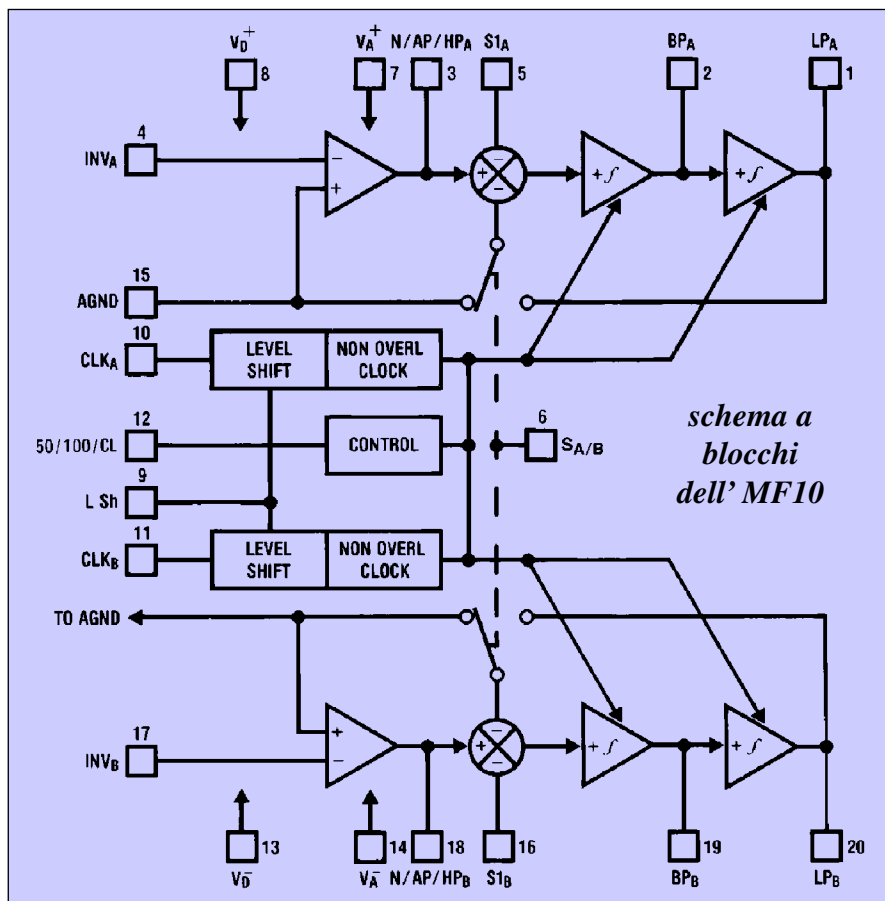 V_D^+ V_A^+ N/AP/HP_A S1_A BP_A LP_A
8 7 3 5 2 1
4
INV_A
- +
+ - -
+ ƒ + ƒ
15
AGND
10
CLK_A
LEVEL SHIFT
NON OVERL CLOCK
12
50/100/CL
CONTROL
6
S_A/B
schema a
blocchi
dell' MF10
9
L Sh
11
CLK_B
LEVEL SHIFT
NON OVERL CLOCK
TO AGND
+ -
+ - -
+ ƒ + ƒ
17
INV_B
13 14 18 16 19 20
V_D^- V_A^- N/AP/HP_B S1_B BP_B LP_B